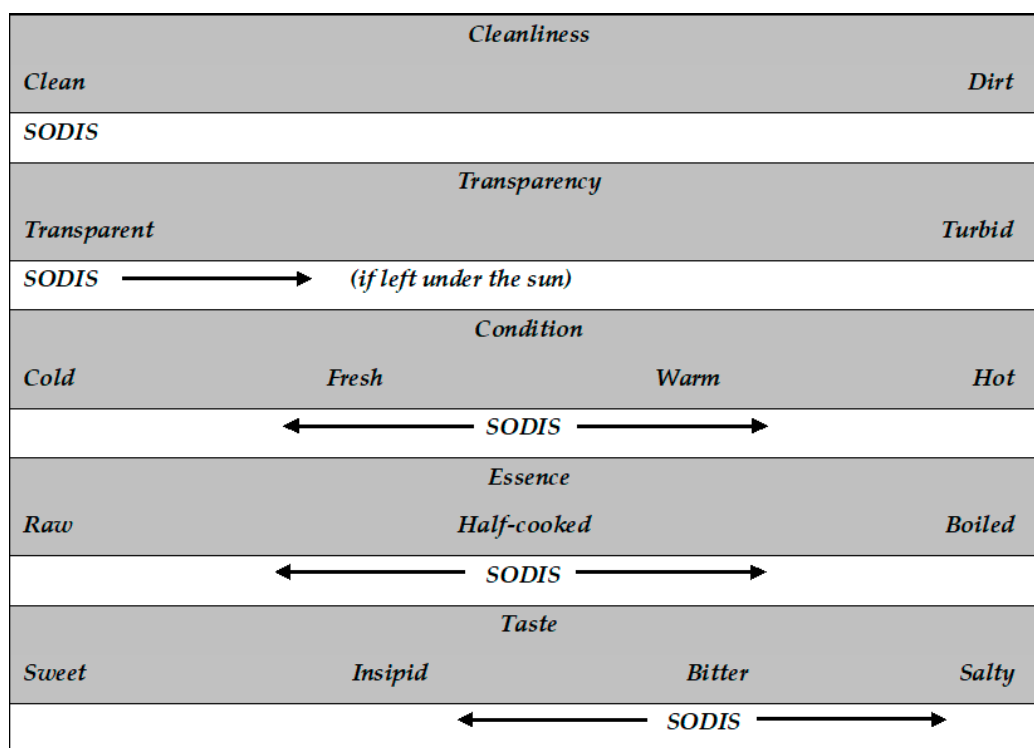 Cleanliness
Clean Dirt
SODIS
Transparency
Transparent Turbid
SODIS (if left under the sun)
Condition
Cold Fresh Warm Hot
SODIS
Essence
Raw Half-cooked Boiled
SODIS
Taste
Sweet Insipid Bitter Salty
SODIS